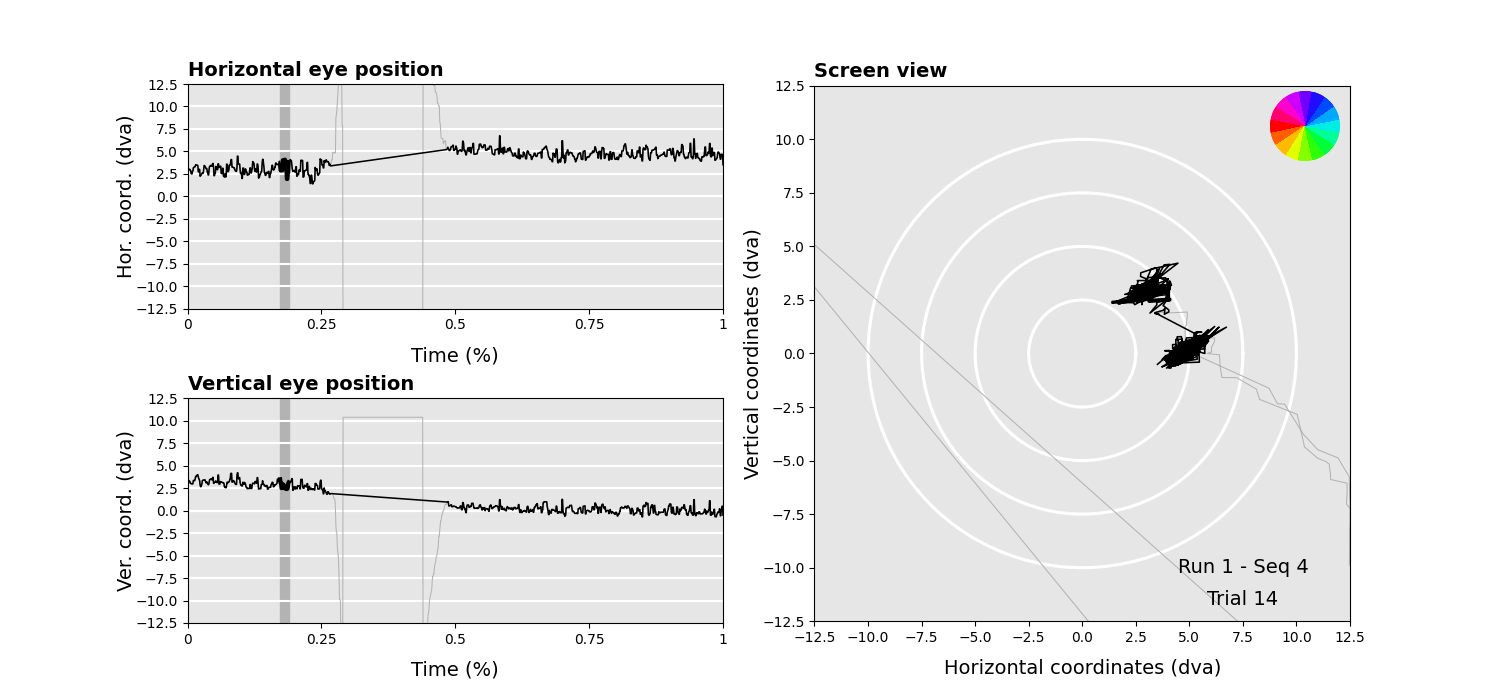 Horizontal eye position
12.5
10.0
7.5
5.0
2.5
0.0
−2.5
−5.0
−7.5
−10.0
−12.5
Hor. coord. (dva)
0 0.25 0.5 0.75 1
Time (%)
Vertical eye position
12.5
10.0
7.5
5.0
2.5
0.0
−2.5
−5.0
−7.5
−10.0
−12.5
Ver. coord. (dva)
0 0.25 0.5 0.75 1
Time (%)
Screen view
12.5
10.0
7.5
5.0
2.5
0.0
−2.5
−5.0
−7.5
−10.0
−12.5
Vertical coordinates (dva)
Run 1 - Seq 4
Trial 14
−12.5 −10.0 −7.5 −5.0 −2.5 0.0 2.5 5.0 7.5 10.0 12.5
Horizontal coordinates (dva)